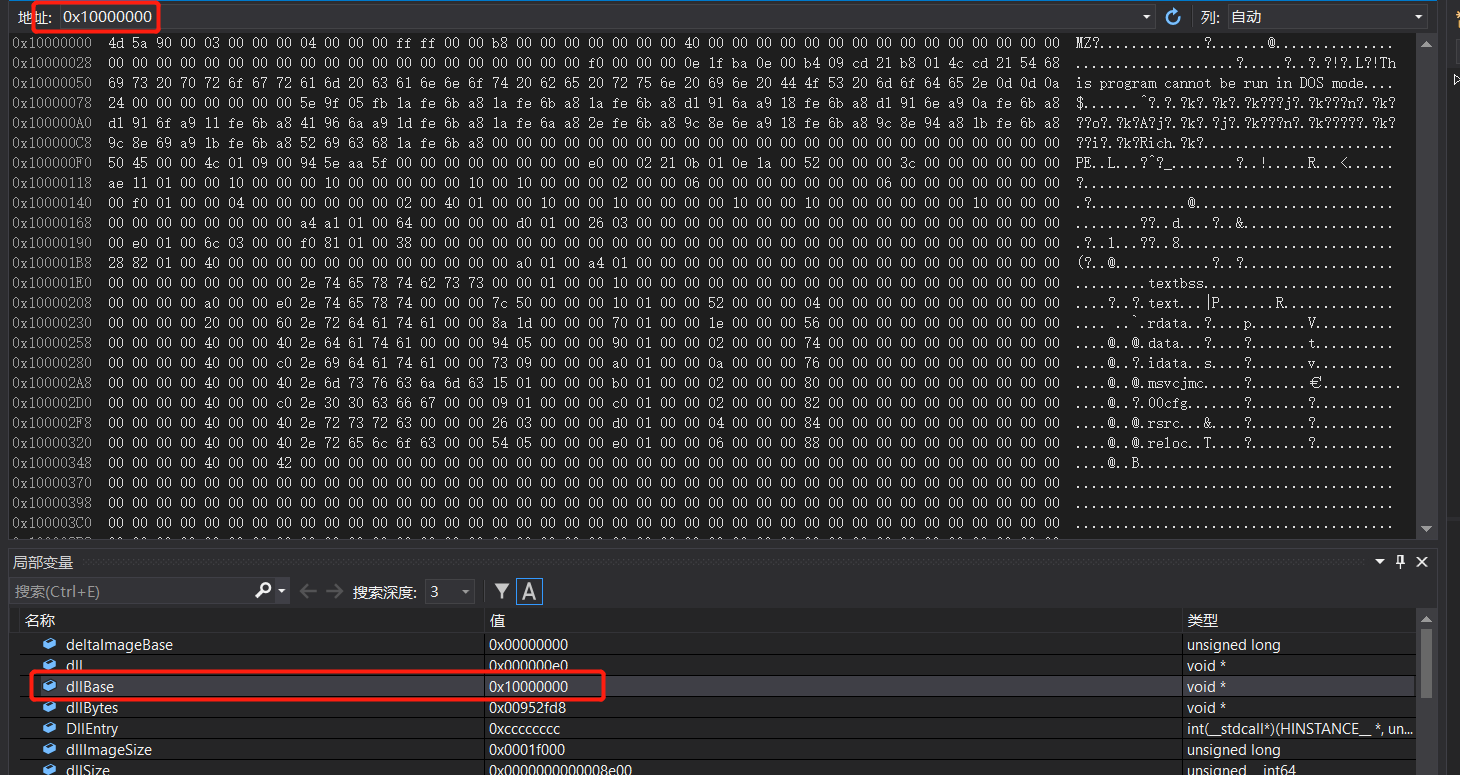 地址: 0x10000000 列: 自动
0x10000000 4d 5a 90 00 03 00 00 00 04 00 00 00 ff ff 00 00 b8 00 00 00 00 00 00 00 40 00 00 00 00 00 00 00 00 00 00 00 00 00 00 00 MZ?.............?.......@...............
0x10000028 00 00 00 00 00 00 00 00 00 00 00 00 00 00 00 00 00 00 00 00 f0 00 00 00 0e 1f ba 0e 00 b4 09 cd 21 b8 01 4c cd 21 54 68 ....................?.....?..?.?!?.L?!Th
0x10000050 69 73 20 70 72 6f 67 72 61 6d 20 63 61 6e 6e 6f 74 20 62 65 20 72 75 6e 20 69 6e 20 44 4f 53 20 6d 6f 64 65 2e 0d 0d 0a is program cannot be run in DOS mode....
0x10000078 24 00 00 00 00 00 00 00 5e 9f 05 fb 1a fe 6b a8 1a fe 6b a8 1a fe 6b a8 d1 91 6a a9 18 fe 6b a8 d1 91 6e a9 0a fe 6b a8 $.......^?.?.?k?.?k?.?k???j?.?k???n?.?k?
0x100000A0 d1 91 6f a9 11 fe 6b a8 41 96 6a a9 1d fe 6b a8 1a fe 6a a8 2e fe 6b a8 9c 8e 6e a9 18 fe 6b a8 9c 8e 94 a8 1b fe 6b a8 ??o?.?k?A?j?.?k?.?j?.?k???n?.?k?????.?k?
0x100000C8 9c 8e 69 a9 1b fe 6b a8 52 69 63 68 1a fe 6b a8 00 00 00 00 00 00 00 00 00 00 00 00 00 00 00 00 00 00 00 00 00 00 00 00 ??i?.?k?Rich.?k?........................
0x100000F0 50 45 00 00 4c 01 09 00 94 5e aa 5f 00 00 00 00 00 00 00 00 e0 00 02 21 0b 01 0e 1a 00 52 00 00 00 3c 00 00 00 00 00 00 PE..L...?^?_........?..!.....R...<......
0x10000118 ae 11 01 00 00 10 00 00 00 10 00 00 00 00 00 10 00 10 00 00 00 02 00 00 06 00 00 00 00 00 00 00 06 00 00 00 00 00 00 00 ?.......................................
0x10000140 00 f0 01 00 00 04 00 00 00 00 00 00 02 00 40 01 00 00 10 00 00 10 00 00 00 00 10 00 00 10 00 00 00 00 00 00 10 00 00 00 .?............@.........................
0x10000168 00 00 00 00 00 00 00 00 a4 a1 01 00 64 00 00 00 00 d0 01 00 26 03 00 00 00 00 00 00 00 00 00 00 00 00 00 00 00 00 00 00 ........??..d....?..&...................
0x10000190 00 e0 01 00 6c 03 00 00 f0 81 01 00 38 00 00 00 00 00 00 00 00 00 00 00 00 00 00 00 00 00 00 00 00 00 00 00 00 00 00 00 .?..l...??..8...........................
0x100001B8 28 82 01 00 40 00 00 00 00 00 00 00 00 00 00 00 00 a0 01 00 a4 01 00 00 00 00 00 00 00 00 00 00 00 00 00 00 00 00 00 00 (?..@............?..?...................
0x100001E0 00 00 00 00 00 00 00 00 2e 74 65 78 74 62 73 73 00 00 01 00 00 10 00 00 00 00 00 00 00 00 00 00 00 00 00 00 00 00 00 00 .........textbss........................
0x10000208 00 00 00 00 a0 00 00 e0 2e 74 65 78 74 00 00 00 7c 50 00 00 00 10 01 00 00 52 00 00 00 04 00 00 00 00 00 00 00 00 00 00 ....?..?.text...|P.......R..............
0x10000230 00 00 00 00 20 00 00 60 2e 72 64 61 74 61 00 00 8a 1d 00 00 00 70 01 00 00 1e 00 00 00 56 00 00 00 00 00 00 00 00 00 00 .... ..`.rdata..?....p.......V..........
0x10000258 00 00 00 00 40 00 00 40 2e 64 61 74 61 00 00 00 94 05 00 00 00 90 01 00 00 02 00 00 00 74 00 00 00 00 00 00 00 00 00 00 ....@..@.data...?....?.......t..........
0x10000280 00 00 00 00 40 00 00 c0 2e 69 64 61 74 61 00 00 73 09 00 00 00 a0 01 00 00 0a 00 00 00 76 00 00 00 00 00 00 00 00 00 00 ....@..?.idata..s....?.......v..........
0x100002A8 00 00 00 00 40 00 00 40 2e 6d 73 76 63 6a 6d 63 15 01 00 00 00 b0 01 00 00 02 00 00 00 80 00 00 00 00 00 00 00 00 00 00 ....@..@.msvcjmc.....?.......€..........
0x100002D0 00 00 00 00 40 00 00 c0 2e 30 30 63 66 67 00 00 09 01 00 00 00 c0 01 00 00 02 00 00 00 82 00 00 00 00 00 00 00 00 00 00 ....@..?.00cfg.......?.......?..........
0x100002F8 00 00 00 00 40 00 00 40 2e 72 73 72 63 00 00 00 26 03 00 00 00 d0 01 00 00 04 00 00 00 84 00 00 00 00 00 00 00 00 00 00 ....@..@.rsrc...&....?.......?..........
0x10000320 00 00 00 00 40 00 00 40 2e 72 65 6c 6f 63 00 00 54 05 00 00 00 e0 01 00 00 06 00 00 00 88 00 00 00 00 00 00 00 00 00 00 ....@..@.reloc..T....?.......?..........
0x10000348 00 00 00 00 40 00 00 42 00 00 00 00 00 00 00 00 00 00 00 00 00 00 00 00 00 00 00 00 00 00 00 00 00 00 00 00 00 00 00 00 ....@..B................................
0x10000370 00 00 00 00 00 00 00 00 00 00 00 00 00 00 00 00 00 00 00 00 00 00 00 00 00 00 00 00 00 00 00 00 00 00 00 00 00 00 00 00 ........................................
0x10000398 00 00 00 00 00 00 00 00 00 00 00 00 00 00 00 00 00 00 00 00 00 00 00 00 00 00 00 00 00 00 00 00 00 00 00 00 00 00 00 00 ........................................
0x100003C0 00 00 00 00 00 00 00 00 00 00 00 00 00 00 00 00 00 00 00 00 00 00 00 00 00 00 00 00 00 00 00 00 00 00 00 00 00 00 00 00 ........................................
局部变量
搜索(Ctrl+E) 搜索深度: 3 A
名称 值 类型
deltaImageBase 0x00000000 unsigned long
dll 0x000000e0 void *
dllBase 0x10000000 void *
dllBytes 0x00952fd8 void *
DllEntry 0xcccccccc int(__stdcall*)(HINSTANCE__ *, un...
dllImageSize 0x0001f000 unsigned long
dllSize 0x0000000000008e00 unsigned __int64